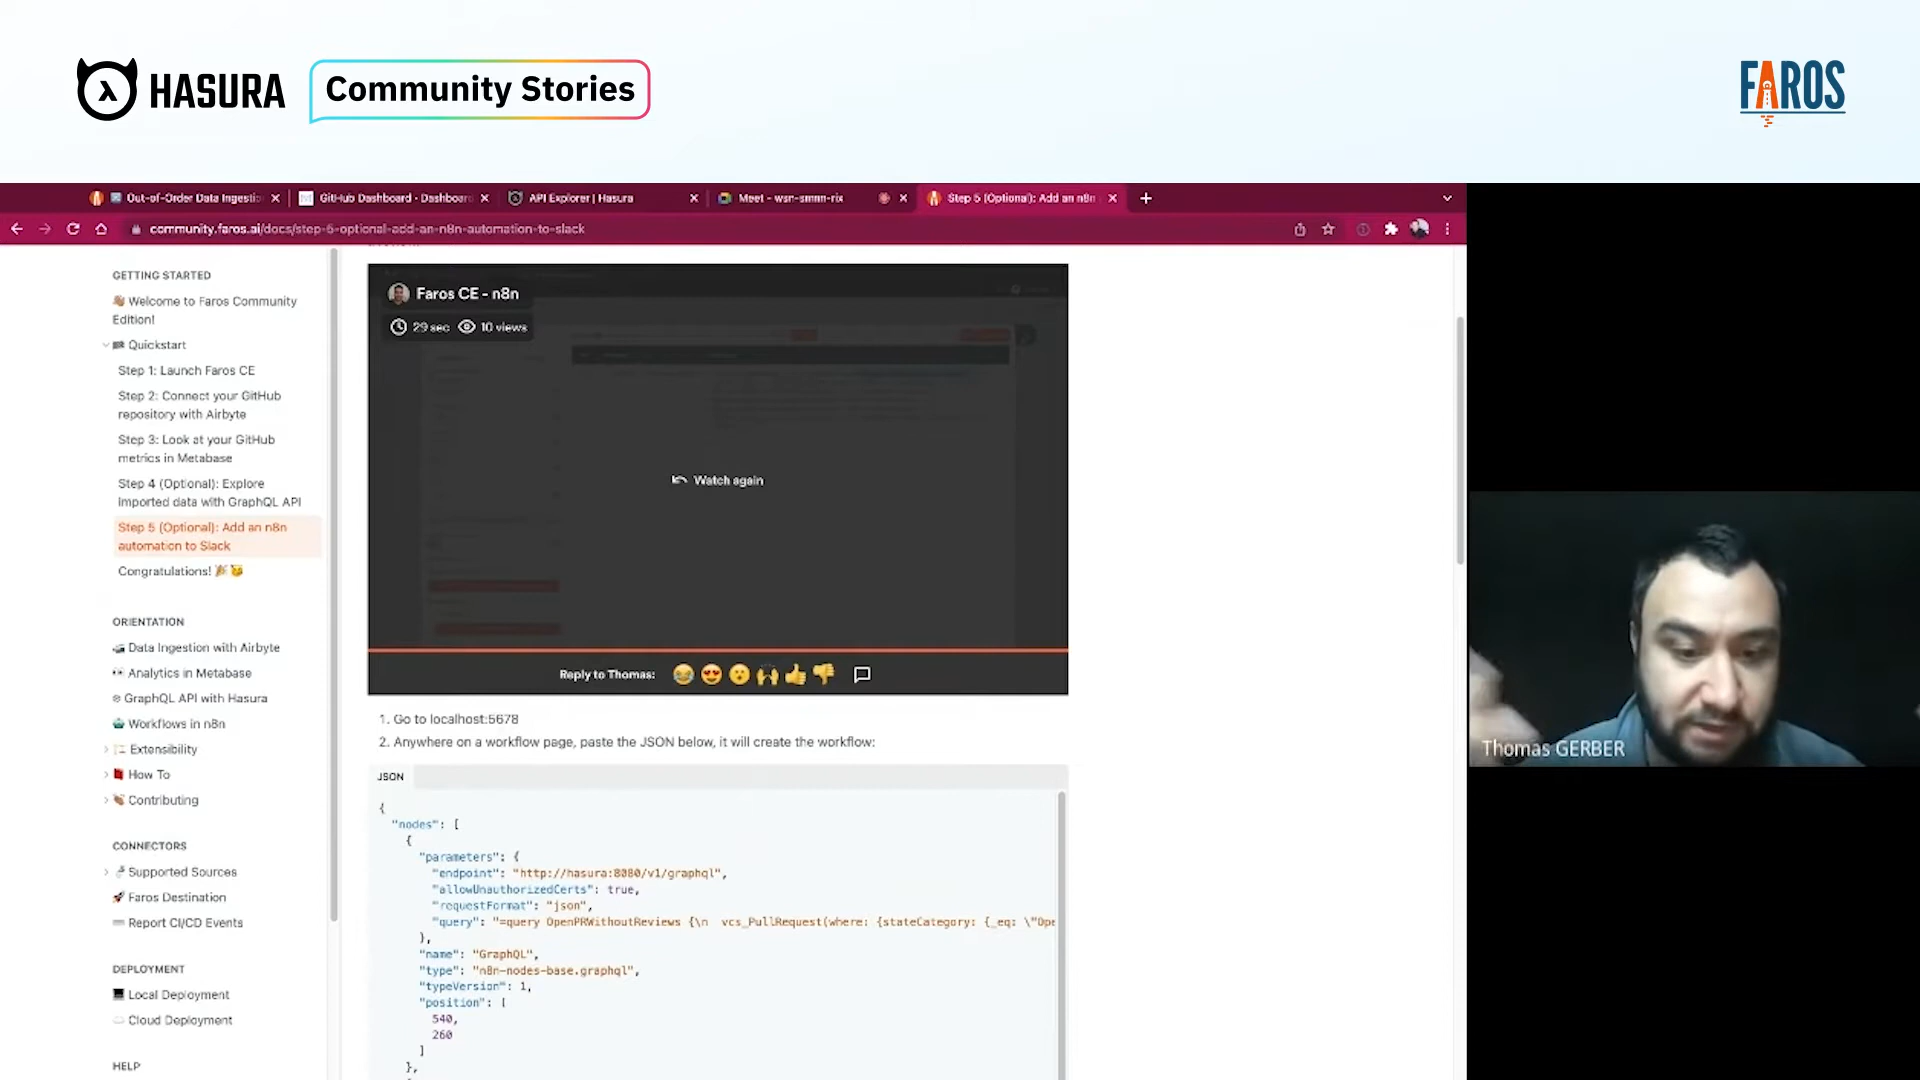 HASURA
Community Stories
FAROS
Out-of-Order Data Ingestio
GitHub Dashboard · Dashboard
API Explorer | Hasura
Meet - wsn-smnn-rix
Step 5 (Optional): Add an n8n
community.faros.ai/docs/step-5-optional-add-an-n8n-automation-to-slack
GETTING STARTED
Welcome to Faros Community
Edition!
Quickstart
Step 1: Launch Faros CE
Step 2: Connect your GitHub
repository with Airbyte
Step 3: Look at your GitHub
metrics in Metabase
Step 4 (Optional): Explore
imported data with GraphQL API
Step 5 (Optional): Add an n8n
automation to Slack
Congratulations! 🎉 🥳
ORIENTATION
Data Ingestion with Airbyte
Analytics in Metabase
GraphQL API with Hasura
Workflows in n8n
Extensibility
How To
Contributing
CONNECTORS
Supported Sources
Faros Destination
Report CI/CD Events
DEPLOYMENT
Local Deployment
Cloud Deployment
HELP
Faros CE - n8n
29 sec 10 views
Watch again
Reply to Thomas:
1. Go to localhost:5678
2. Anywhere on a workflow page, paste the JSON below, it will create the workflow:
JSON
{
"nodes": [
{
"parameters": {
"endpoint": "http://hasura:8080/v1/graphql",
"allowUnauthorizedCerts": true,
"requestFormat": "json",
"query": "=query OpenPRWithoutReviews {\n  vcs_PullRequest(where: {stateCategory: {_eq: \"Ope
},
"name": "GraphQL",
"type": "n8n-nodes-base.graphql",
"typeVersion": 1,
"position": [
540,
260
]
},
Thomas GERBER